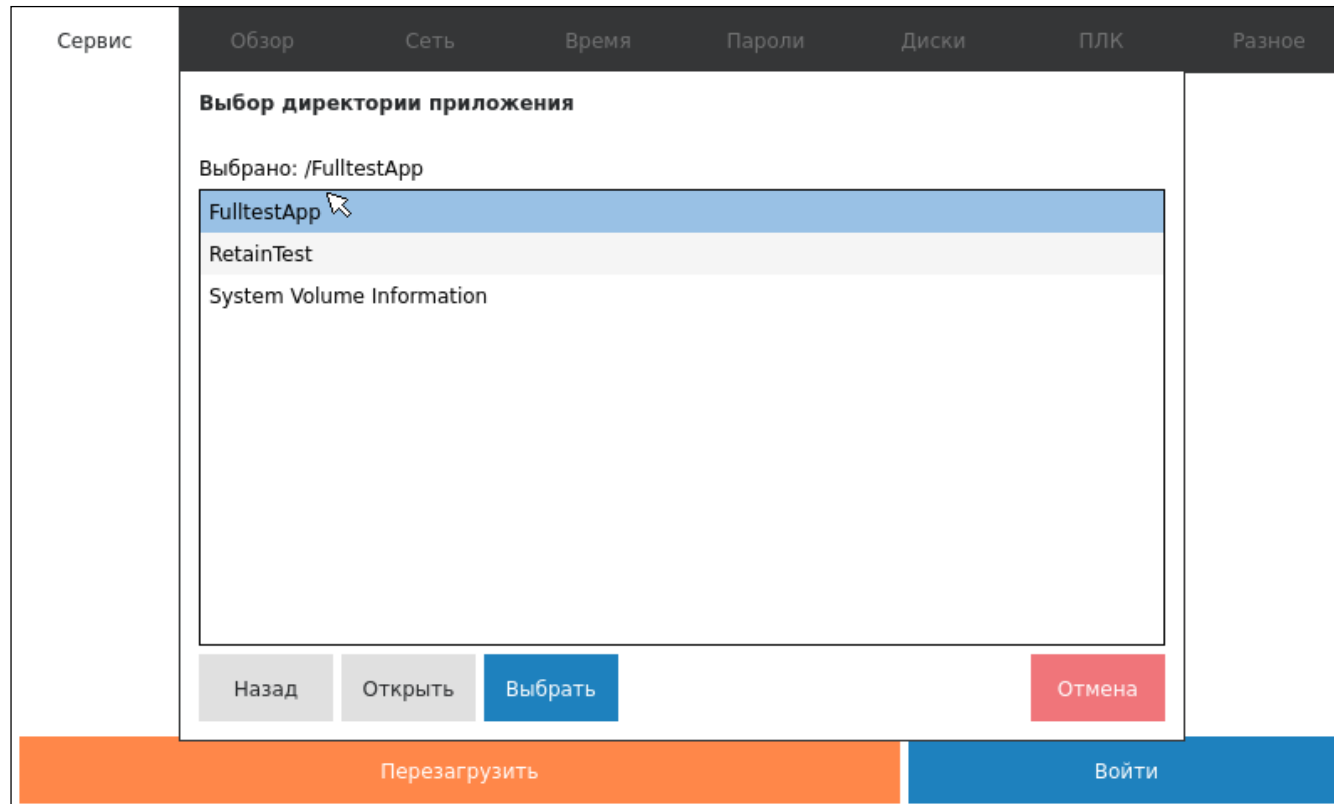 Сервис Обзор Сеть Время Пароли Диски ПЛК Разное
Выбор директории приложения
Выбрано: /FulltestApp
FulltestApp
RetainTest
System Volume Information
Назад Открыть Выбрать Отмена
Перезагрузить Войти